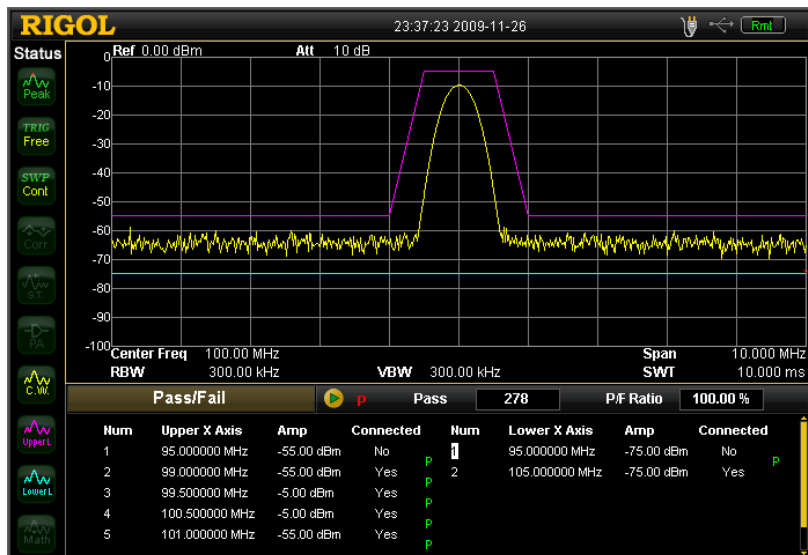 RIGOL 23:37:23 2009-11-26 Rmt
Status
Ref 0.00 dBm Att 10 dB
Peak
TRIG
Free
SWP
Cont
Corr
S.T.
PA
C.W.
UpperL
LowerL
Math
0
-10
-20
-30
-40
-50
-60
-70
-80
-90
-100
Center Freq 100.00 MHz Span 10.000 MHz
RBW 300.00 kHz VBW 300.00 kHz SWT 10.000 ms
Pass/Fail P Pass 278 P/F Ratio 100.00 %
Num Upper X Axis Amp Connected Num Lower X Axis Amp Connected
1 95.000000 MHz -55.00 dBm No P 1 95.000000 MHz -75.00 dBm No P
2 99.000000 MHz -55.00 dBm Yes P 2 105.000000 MHz -75.00 dBm Yes
3 99.500000 MHz -5.00 dBm Yes P
4 100.500000 MHz -5.00 dBm Yes P
5 101.000000 MHz -55.00 dBm Yes P